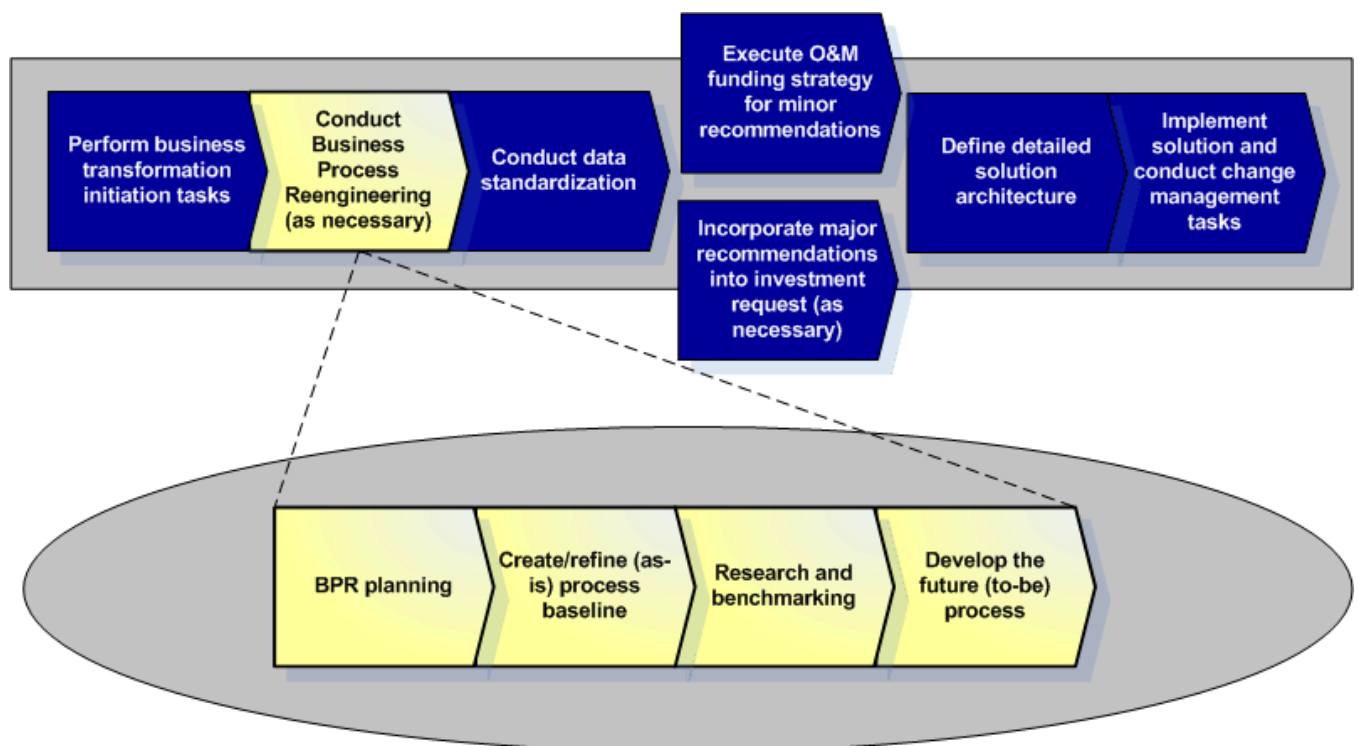 Perform business
transformation
initiation tasks
Conduct
Business
Process
Reengineering
(as necessary)
Conduct data
standardization
Execute O&M
funding strategy
for minor
recommendations
Incorporate major
recommendations
into investment
request (as
necessary)
Define detailed
solution
architecture
Implement
solution and
conduct change
management
tasks
BPR planning
Create/refine (as-
is) process
baseline
Research and
benchmarking
Develop the
future (to-be)
process